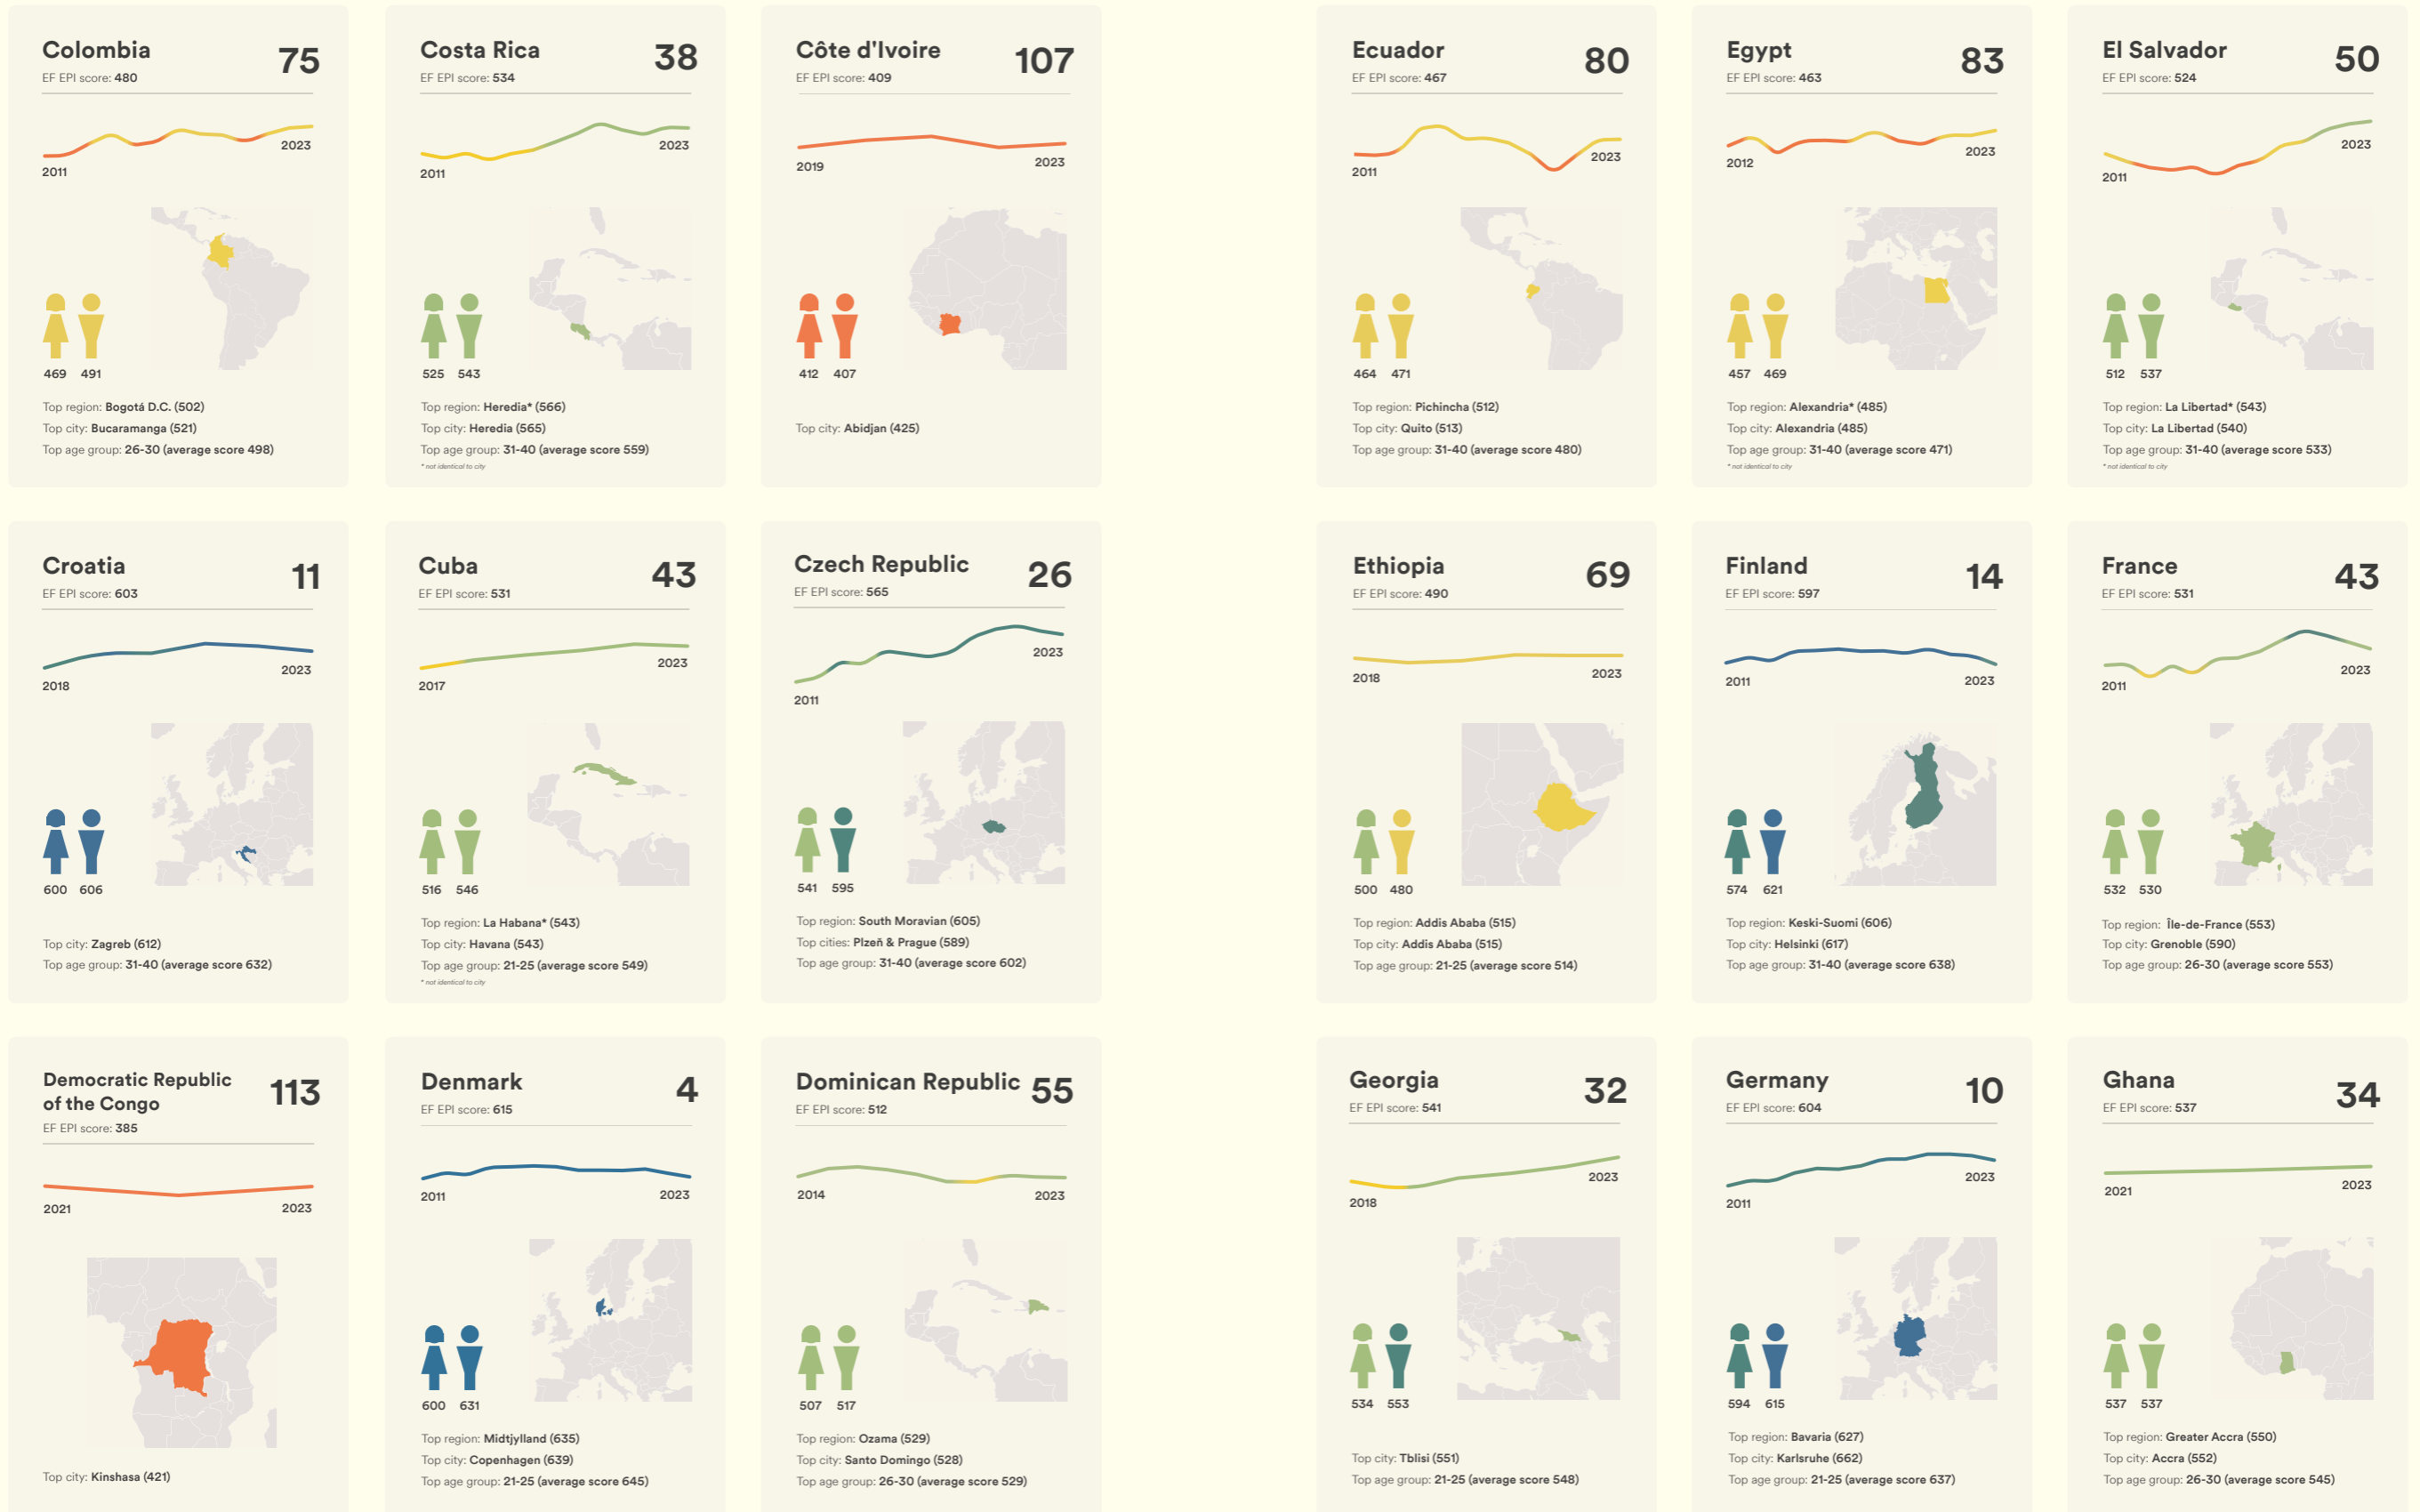 Colombia
75
EF EPI score: 480
2011
2023
469 491
Top region: Bogotá D.C. (502)
Top city: Bucaramanga (521)
Top age group: 26-30 (average score 498)
Costa Rica
38
EF EPI score: 534
2011
2023
525 543
Top region: Heredia* (566)
Top city: Heredia (565)
Top age group: 31-40 (average score 559)
* not identical to city
Côte d'Ivoire
107
EF EPI score: 409
2019
2023
412 407
Top city: Abidjan (425)
Ecuador
80
EF EPI score: 467
2011
2023
464 471
Top region: Pichincha (512)
Top city: Quito (513)
Top age group: 31-40 (average score 480)
Egypt
83
EF EPI score: 463
2012
2023
457 469
Top region: Alexandria* (485)
Top city: Alexandria (485)
Top age group: 31-40 (average score 471)
* not identical to city
El Salvador
50
EF EPI score: 524
2011
2023
512 537
Top region: La Libertad* (543)
Top city: La Libertad (540)
Top age group: 31-40 (average score 533)
* not identical to city
Croatia
11
EF EPI score: 603
2018
2023
600 606
Top city: Zagreb (612)
Top age group: 31-40 (average score 632)
Cuba
43
EF EPI score: 531
2017
2023
516 546
Top region: La Habana* (543)
Top city: Havana (543)
Top age group: 21-25 (average score 549)
* not identical to city
Czech Republic
26
EF EPI score: 565
2011
2023
541 595
Top region: South Moravian (605)
Top cities: Plzeň & Prague (589)
Top age group: 31-40 (average score 602)
Ethiopia
69
EF EPI score: 490
2018
2023
500 480
Top region: Addis Ababa (515)
Top city: Addis Ababa (515)
Top age group: 21-25 (average score 514)
Finland
14
EF EPI score: 597
2011
2023
574 621
Top region: Keski-Suomi (606)
Top city: Helsinki (617)
Top age group: 31-40 (average score 638)
France
43
EF EPI score: 531
2011
2023
532 530
Top region: Île-de-France (553)
Top city: Grenoble (590)
Top age group: 26-30 (average score 553)
Democratic Republic
of the Congo
113
EF EPI score: 385
2021
2023
Top city: Kinshasa (421)
Denmark
4
EF EPI score: 615
2011
2023
600 631
Top region: Midtjylland (635)
Top city: Copenhagen (639)
Top age group: 21-25 (average score 645)
Dominican Republic
55
EF EPI score: 512
2014
2023
507 517
Top region: Ozama (529)
Top city: Santo Domingo (528)
Top age group: 26-30 (average score 529)
Georgia
32
EF EPI score: 541
2018
2023
534 553
Top city: Tblisi (551)
Top age group: 21-25 (average score 548)
Germany
10
EF EPI score: 604
2011
2023
594 615
Top region: Bavaria (627)
Top city: Karlsruhe (662)
Top age group: 21-25 (average score 637)
Ghana
34
EF EPI score: 537
2021
2023
537 537
Top region: Greater Accra (550)
Top city: Accra (552)
Top age group: 26-30 (average score 545)